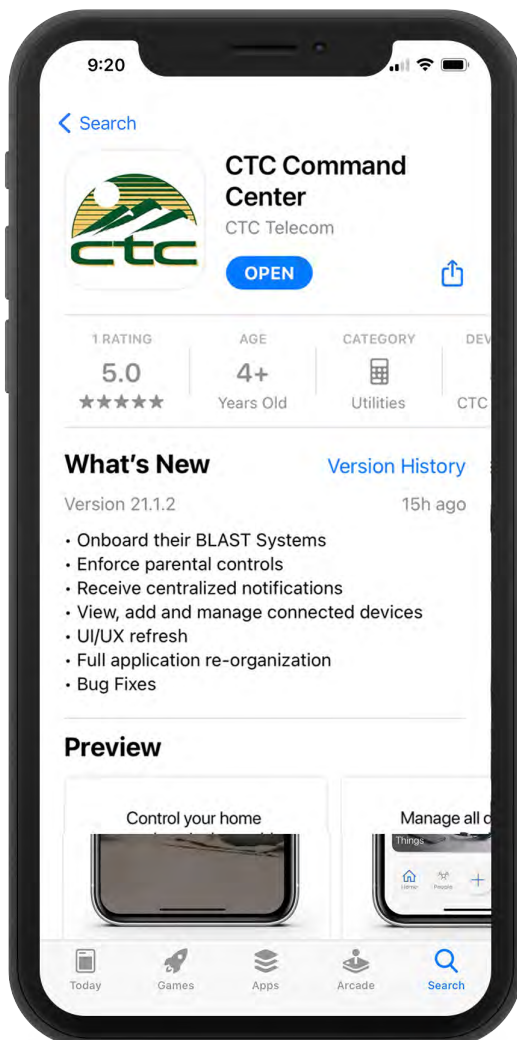 9:20
Search
ctc
CTC Command
Center
CTC Telecom
OPEN
1 RATING
AGE
CATEGORY
DEV
5.0
4+
★★★★★
Years Old
Utilities
CTC
What's New
Version History
Version 21.1.2
15h ago
• Onboard their BLAST Systems
• Enforce parental controls
• Receive centralized notifications
• View, add and manage connected devices
• UI/UX refresh
• Full application re-organization
• Bug Fixes
Preview
Control your home
Manage all d
Things
Home
People
Today
Games
Apps
Arcade
Search